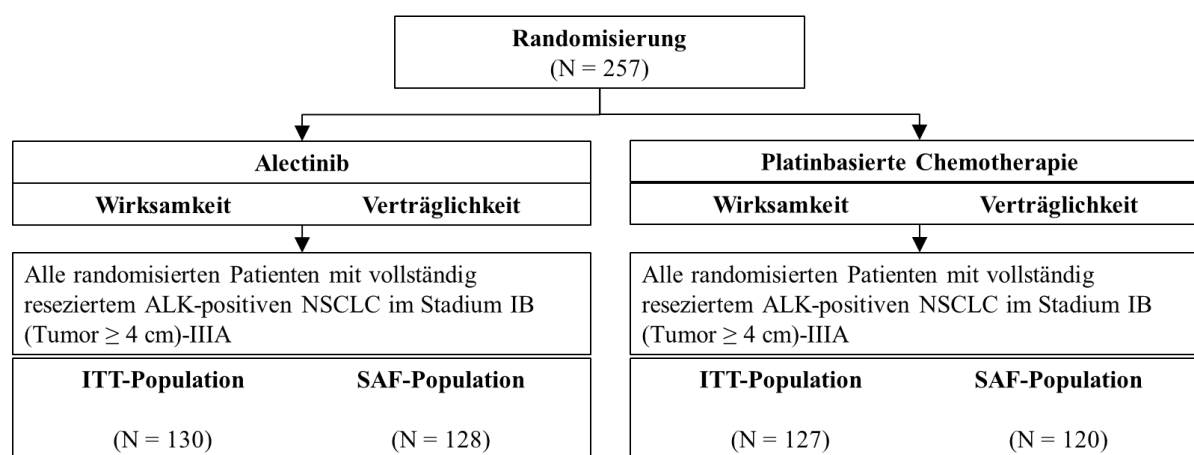 Randomisierung
(N = 257)
Alectinib
Wirksamkeit Verträglichkeit
Alle randomisierten Patienten mit vollständig
reseziertem ALK-positiven NSCLC im Stadium IB
(Tumor ≥ 4 cm)-IIIA
ITT-Population SAF-Population
(N = 130) (N = 128)
Platinbasierte Chemotherapie
Wirksamkeit Verträglichkeit
Alle randomisierten Patienten mit vollständig
reseziertem ALK-positiven NSCLC im Stadium IB
(Tumor ≥ 4 cm)-IIIA
ITT-Population SAF-Population
(N = 127) (N = 120)